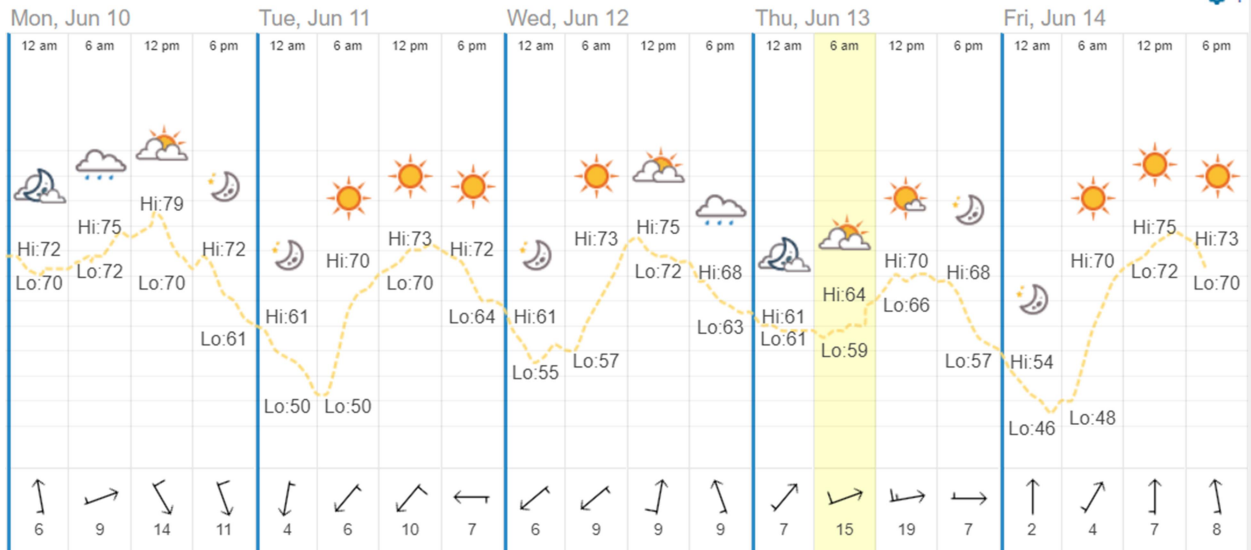 Mon, Jun 10 Tue, Jun 11 Wed, Jun 12 Thu, Jun 13 Fri, Jun 14
12 am 6 am 12 pm 6 pm 12 am 6 am 12 pm 6 pm 12 am 6 am 12 pm 6 pm 12 am 6 am 12 pm 6 pm 12 am 6 am 12 pm 6 pm
Hi:72 Hi:75 Hi:79 Hi:72 Hi:61 Hi:70 Hi:73 Hi:72 Hi:61 Hi:73 Hi:75 Hi:68 Hi:61 Hi:64 Hi:70 Hi:68 Hi:54 Hi:70 Hi:75 Hi:73
Lo:70 Lo:72 Lo:70 Lo:61 Lo:50 Lo:50 Lo:70 Lo:64 Lo:55 Lo:57 Lo:72 Lo:63 Lo:61 Lo:59 Lo:66 Lo:57 Lo:46 Lo:48 Lo:72 Lo:70
6 9 14 11 4 6 10 7 6 9 9 9 7 15 19 7 2 4 7 8